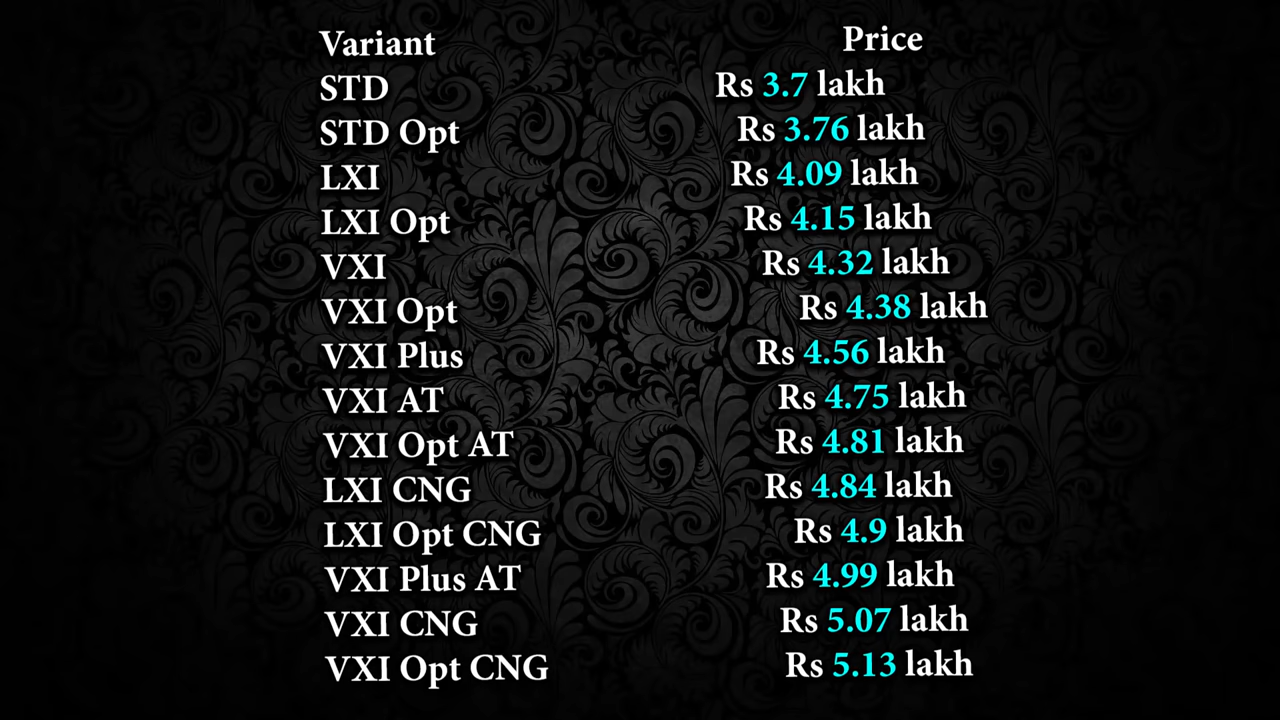 Variant Price
STD Rs 3.7 lakh
STD Opt Rs 3.76 lakh
LXI Rs 4.09 lakh
LXI Opt Rs 4.15 lakh
VXI Rs 4.32 lakh
VXI Opt Rs 4.38 lakh
VXI Plus Rs 4.56 lakh
VXI AT Rs 4.75 lakh
VXI Opt AT Rs 4.81 lakh
LXI CNG Rs 4.84 lakh
LXI Opt CNG Rs 4.9 lakh
VXI Plus AT Rs 4.99 lakh
VXI CNG Rs 5.07 lakh
VXI Opt CNG Rs 5.13 lakh